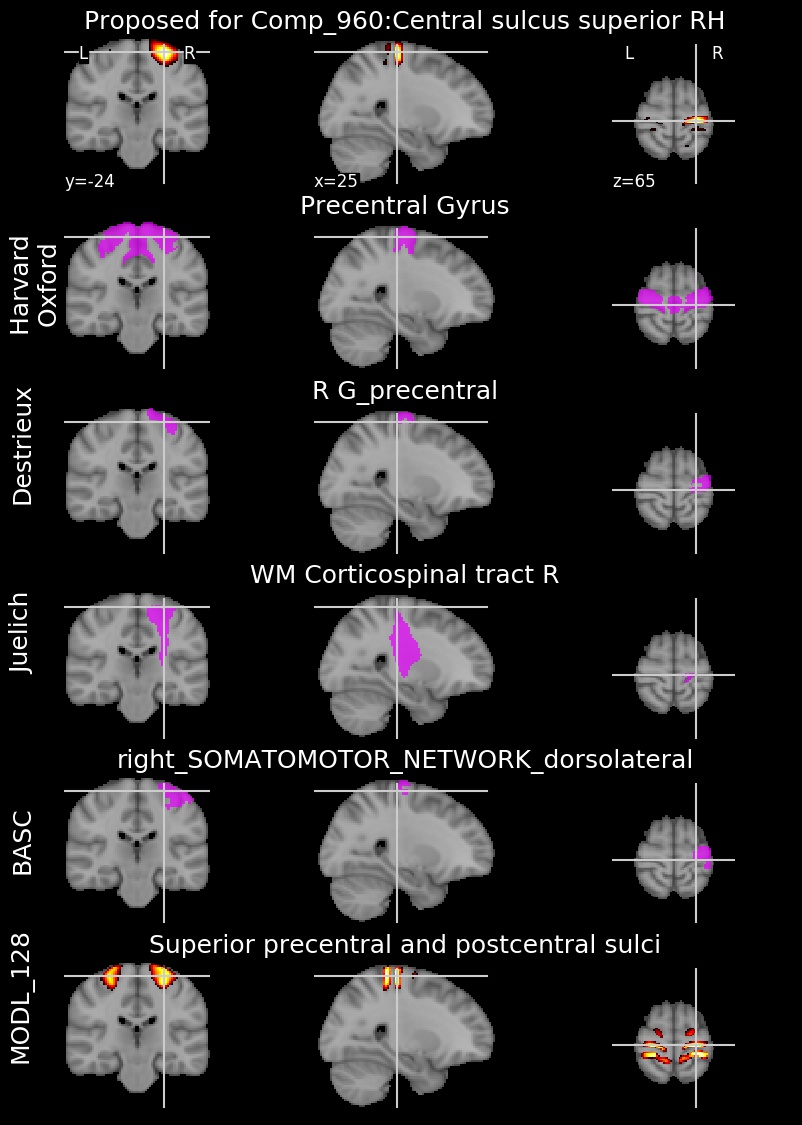 Proposed for Comp_960:Central sulcus superior RH
L R
L R
y=-24
x=25
z=65
Precentral Gyrus
Harvard
Oxford
R G_precentral
Destrieux
WM Corticospinal tract R
Juelich
right_SOMATOMOTOR_NETWORK_dorsolateral
BASC
Superior precentral and postcentral sulci
MODL_128